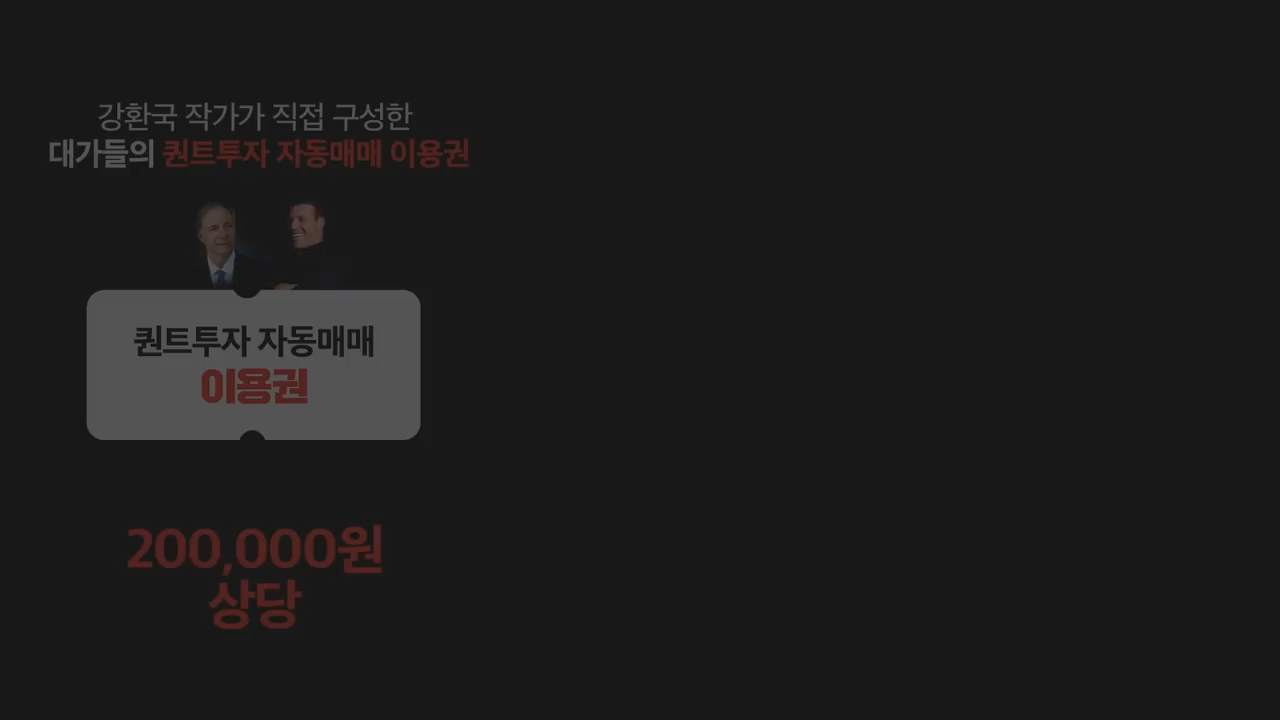 강환국 작가가 직접 구성한
대가들의 퀀트투자 자동매매 이용권
퀀트투자 자동매매
이용권
200,000원
상당